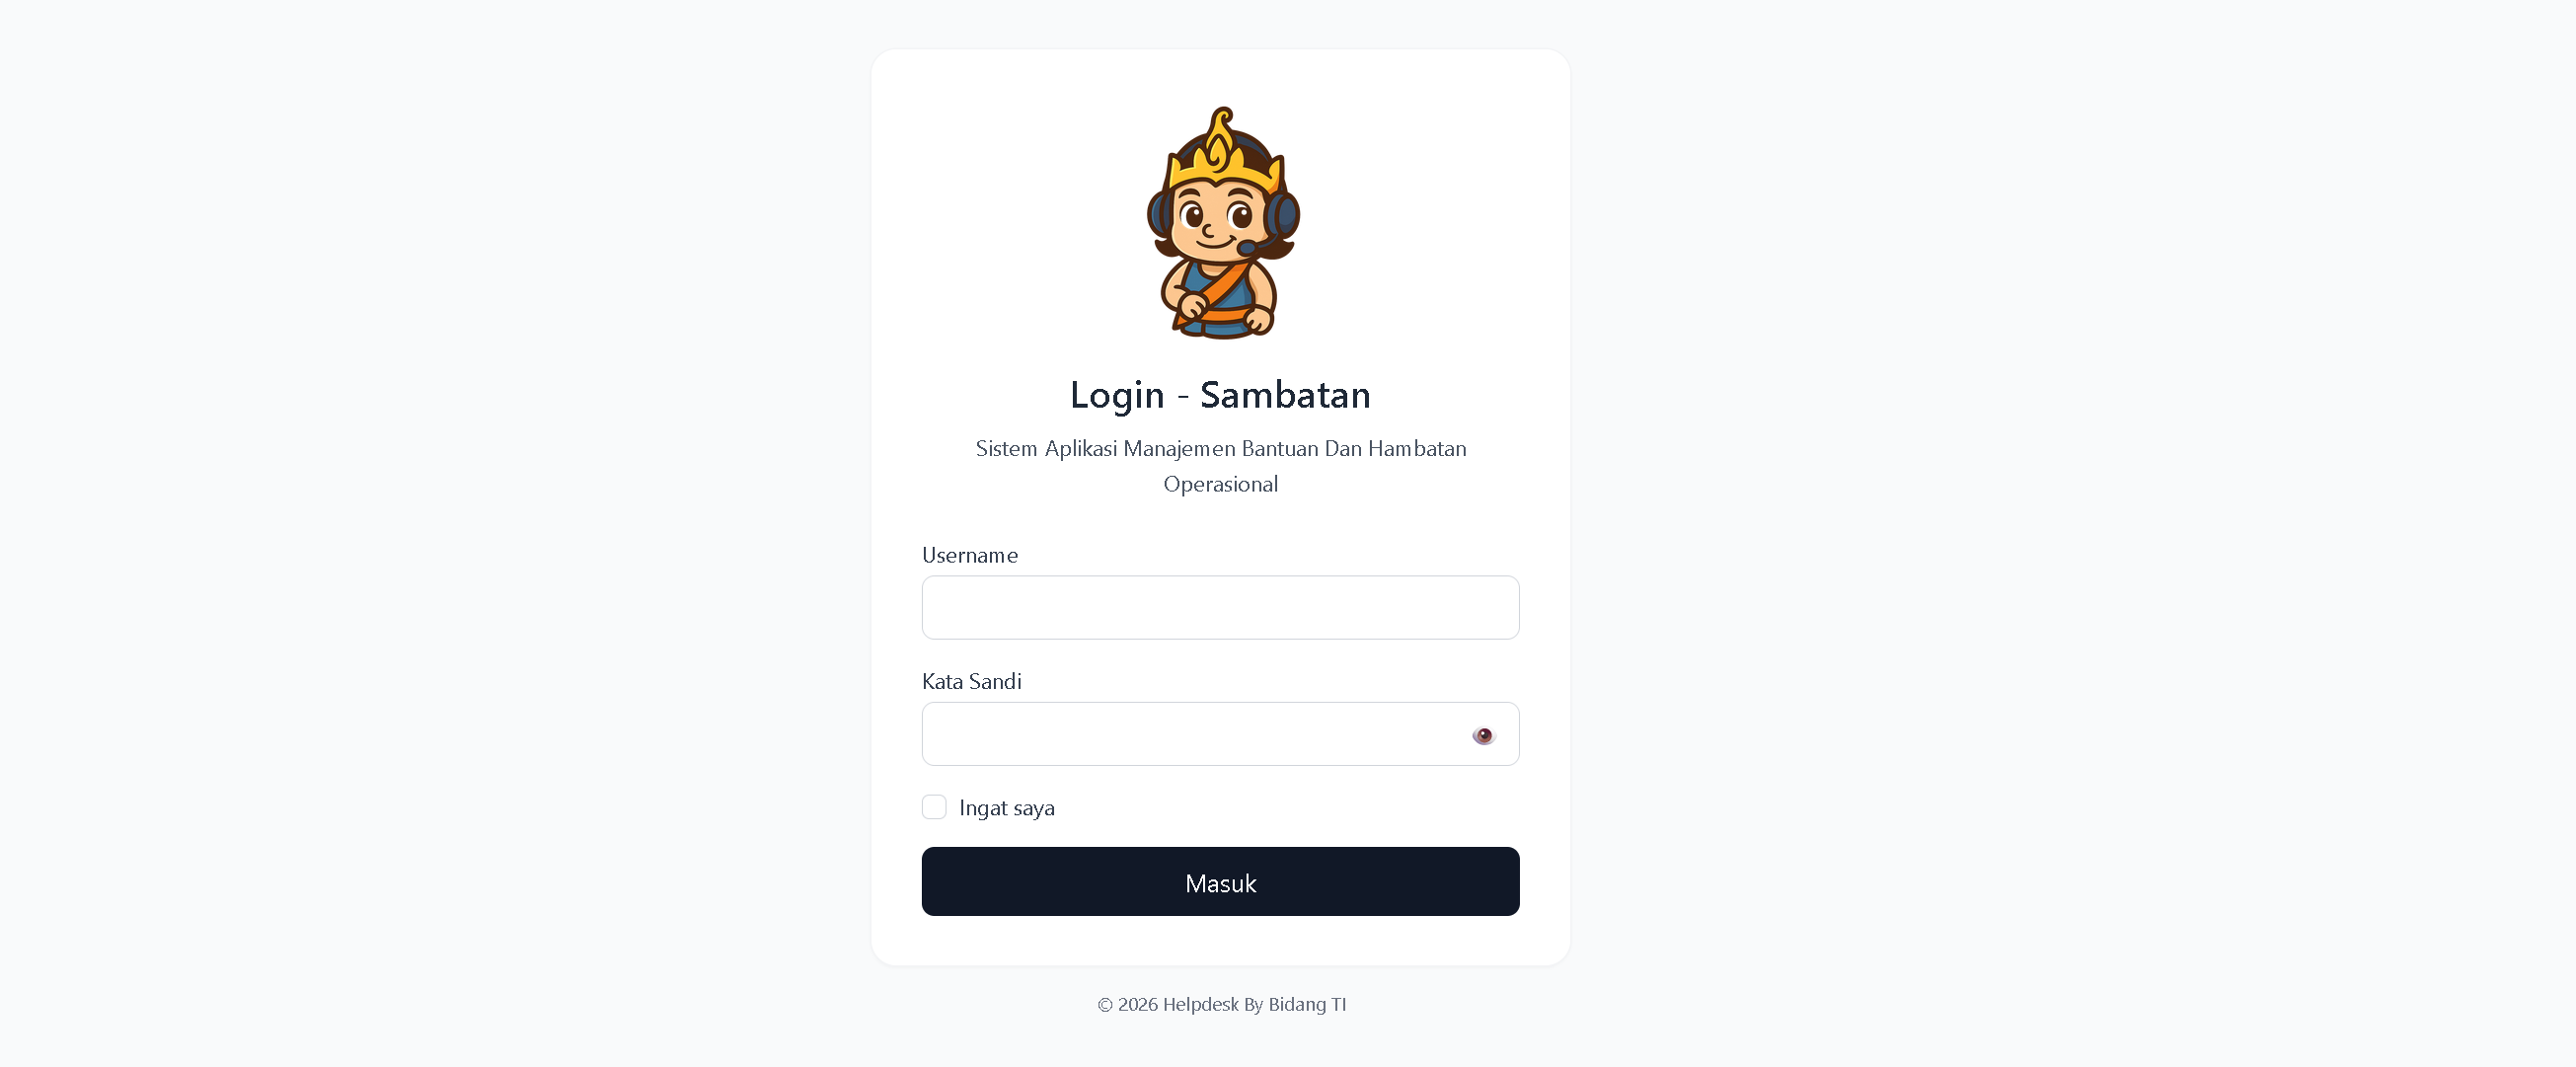 Login - Sambatan
Sistem Aplikasi Manajemen Bantuan Dan Hambatan
Operasional
Username
Kata Sandi
Ingat saya
Masuk
© 2026 Helpdesk By Bidang TI